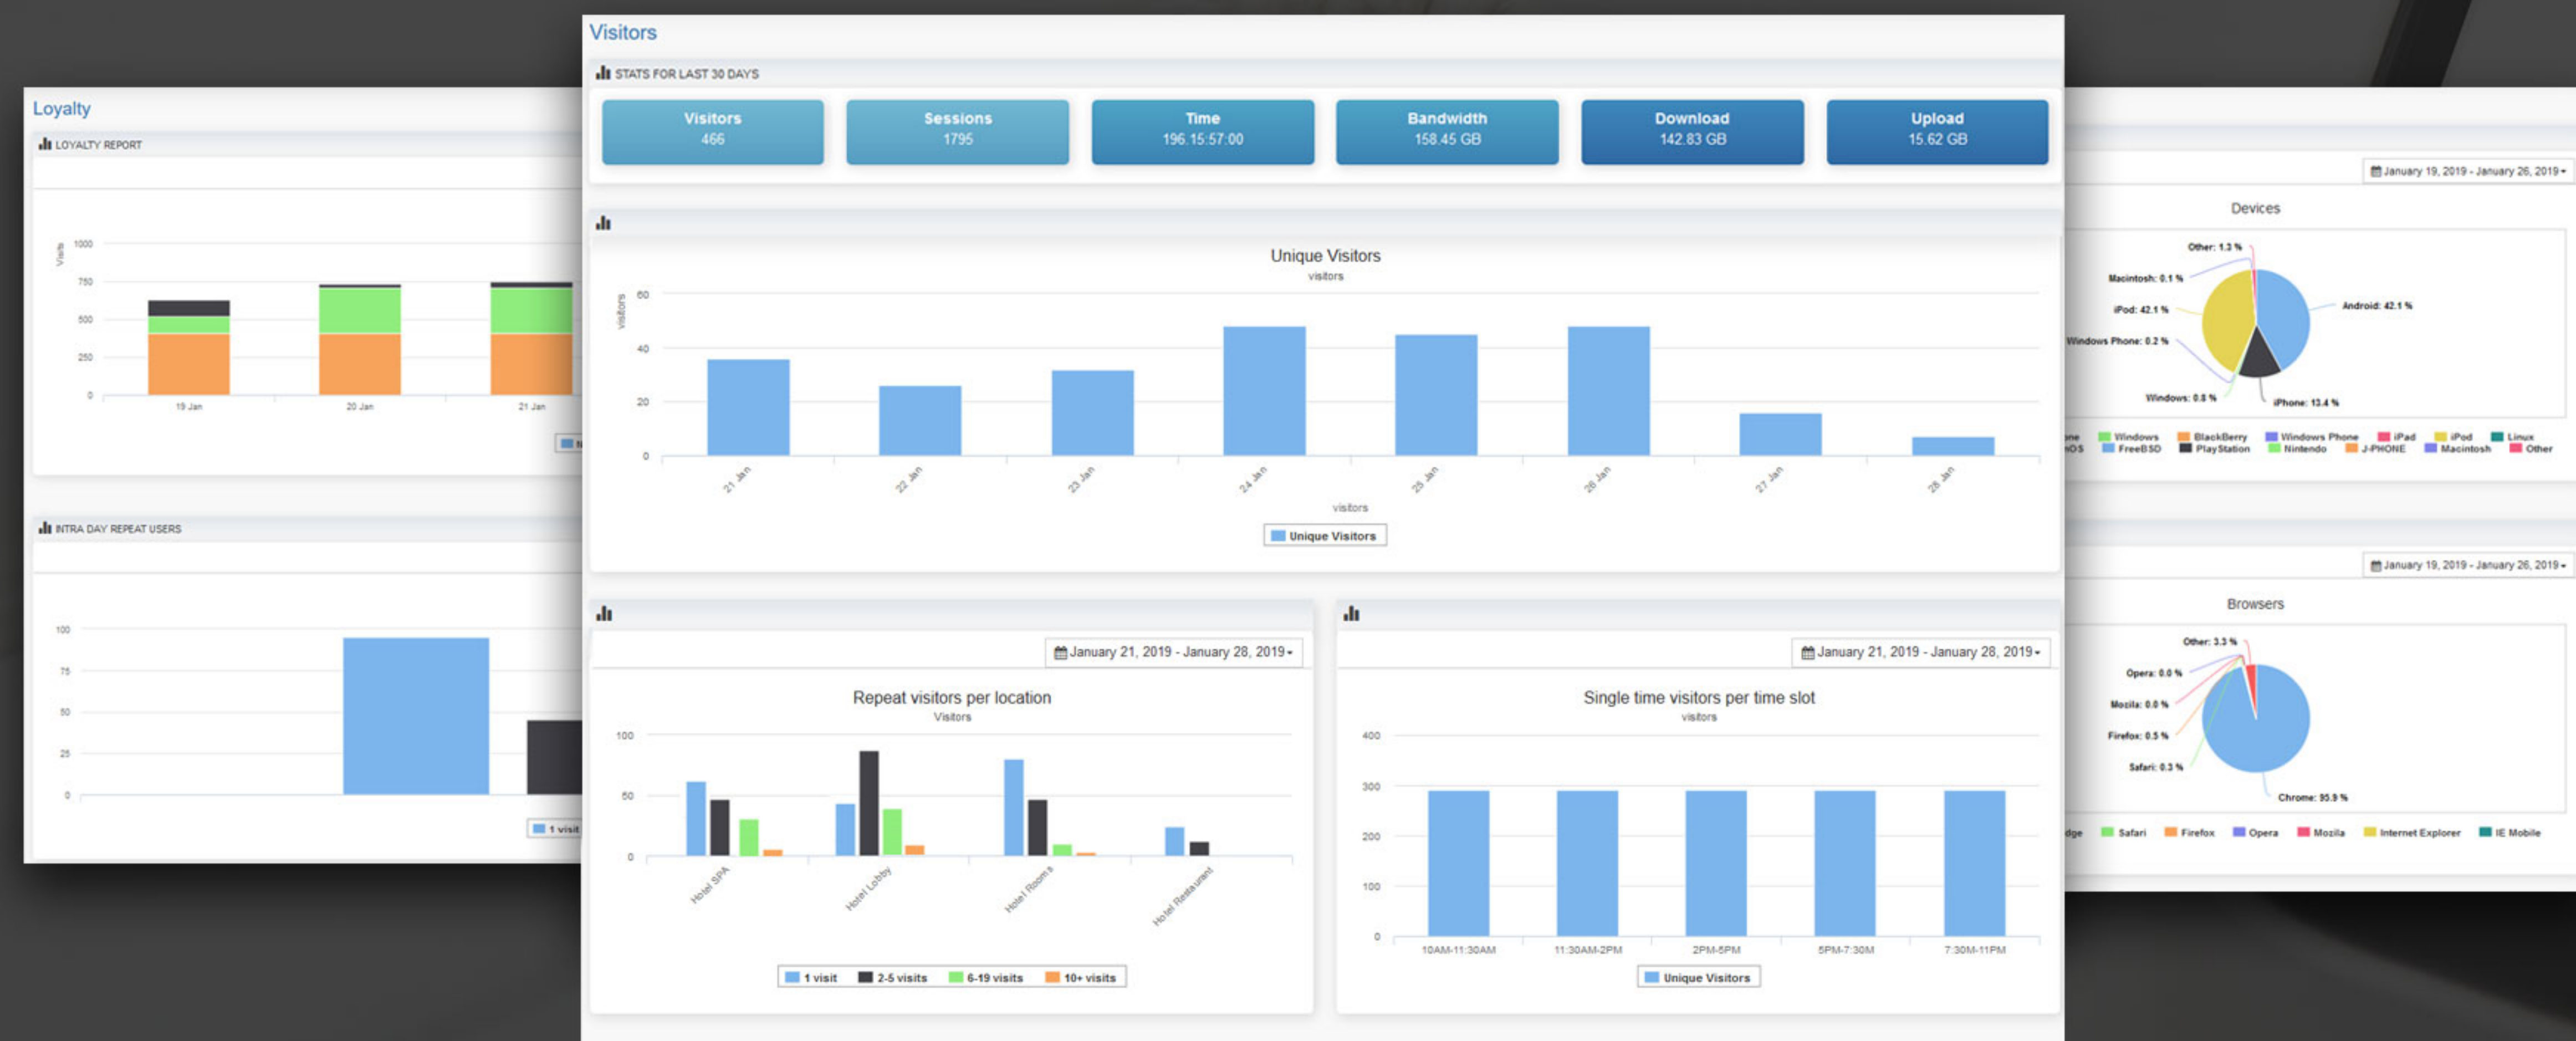 Loyalty
LOYALTY REPORT
Visits
1000
750
500
250
0
19 Jan
20 Jan
21 Jan
INTRA DAY REPEAT USERS
100
75
50
25
0
1 visit
Visitors
STATS FOR LAST 30 DAYS
Visitors
466
Sessions
1795
Time
196.15:57:00
Bandwidth
158.45 GB
Download
142.83 GB
Upload
15.62 GB
Unique Visitors
visitors
visitors
60
40
20
0
21 Jan
22 Jan
23 Jan
24 Jan
25 Jan
26 Jan
27 Jan
28 Jan
visitors
Unique Visitors
January 21, 2019 - January 28, 2019
Repeat visitors per location
Visitors
100
50
0
Hotel SPA
Hotel Lobby
Hotel Rooms
Hotel Restaurant
1 visit 2-5 visits 6-19 visits 10+ visits
January 21, 2019 - January 28, 2019
Single time visitors per time slot
visitors
400
300
200
100
0
10AM-11:30AM
11:30AM-2PM
2PM-5PM
5PM-7:30M
7:30M-11PM
Unique Visitors
January 19, 2019 - January 26, 2019
Devices
Other: 1.3 %
Macintosh: 0.1 %
iPod: 42.1 %
Android: 42.1 %
Windows Phone: 0.2 %
Windows: 0.8 %
iPhone: 13.4 %
Windows BlackBerry Windows Phone iPad iPod Linux
FreeBSD PlayStation Nintendo J-PHONE Macintosh Other
January 19, 2019 - January 26, 2019
Browsers
Other: 3.3 %
Opera: 0.0 %
Mozila: 0.0 %
Firefox: 0.5 %
Safari: 0.3 %
Chrome: 95.9 %
Safari Firefox Opera Mozila Internet Explorer IE Mobile